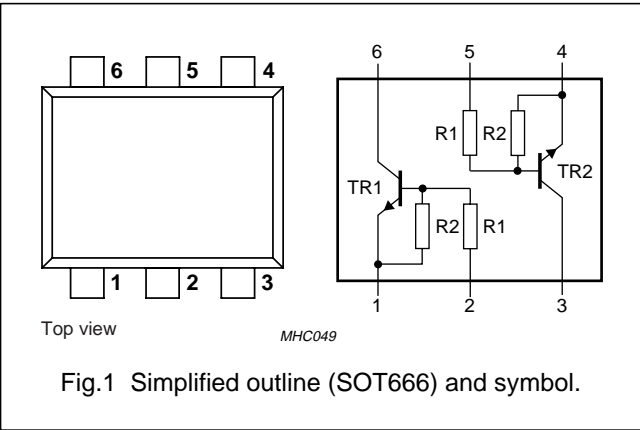 6 5 4
1 2 3
Top view
6 5 4
R1 R2
TR1 TR2
R2 R1
1 2 3
MHC049
Fig.1 Simplified outline (SOT666) and symbol.